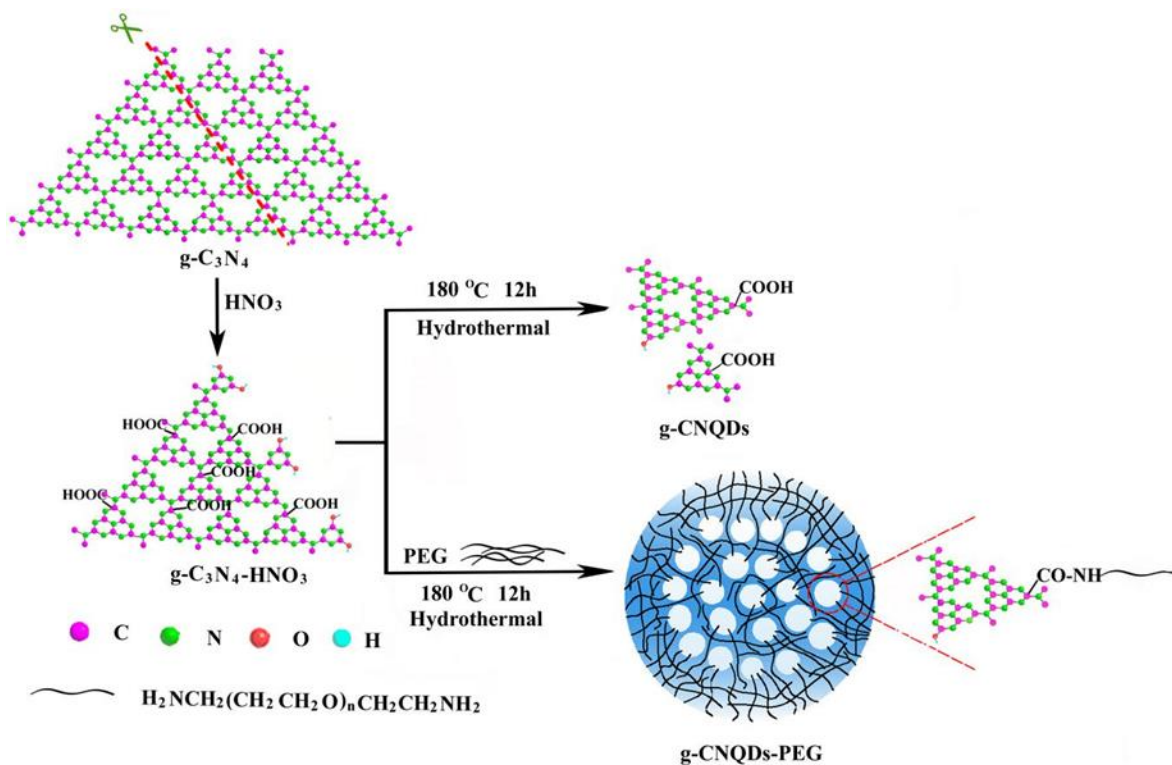 g-C₃N₄
HNO₃
180 °C 12h
Hydrothermal
COOH
COOH
g-CNQDs
HOOC
COOH
COOH
HOOC
COOH
COOH
g-C₃N₄-HNO₃
PEG
180 °C 12h
Hydrothermal
CO-NH
C N O H
H₂NCH₂(CH₂CH₂O)ₙCH₂CH₂NH₂
g-CNQDs-PEG